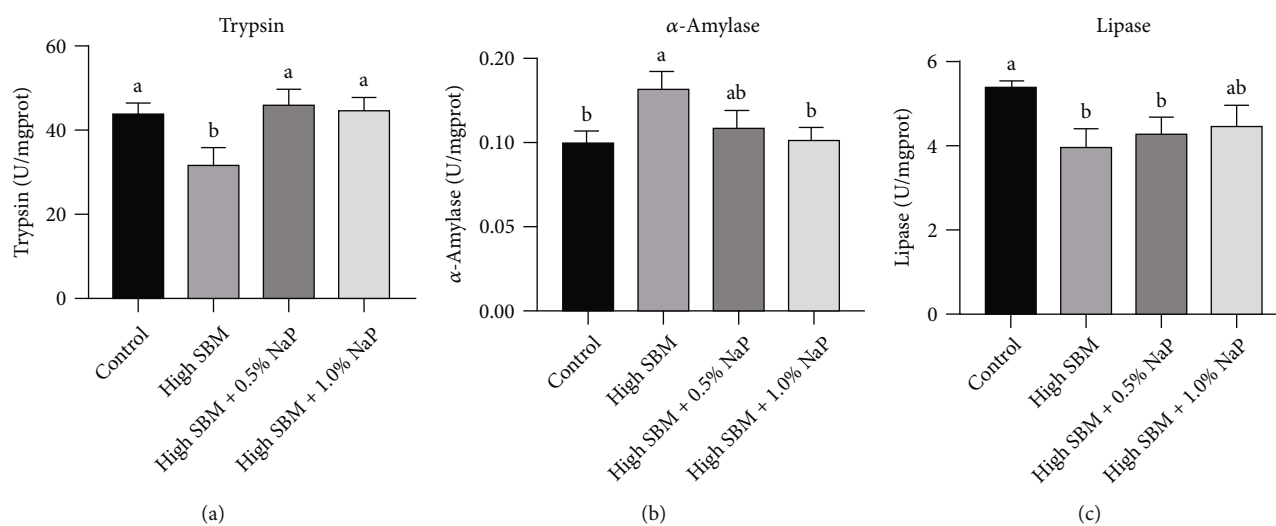 Trypsin
60
40
20
0
Trypsin (U/mgprot)
a
b
a
a
Control
High SBM
High SBM + 0.5% NaP
High SBM + 1.0% NaP
(a)
α-Amylase
0.20
0.10
0.05
0.00
α-Amylase (U/mgprot)
b
a
ab
b
Control
High SBM
High SBM + 0.5% NaP
High SBM + 1.0% NaP
(b)
Lipase
6
4
2
0
Lipase (U/mgprot)
a
b
b
ab
Control
High SBM
High SBM + 0.5% NaP
High SBM + 1.0% NaP
(c)